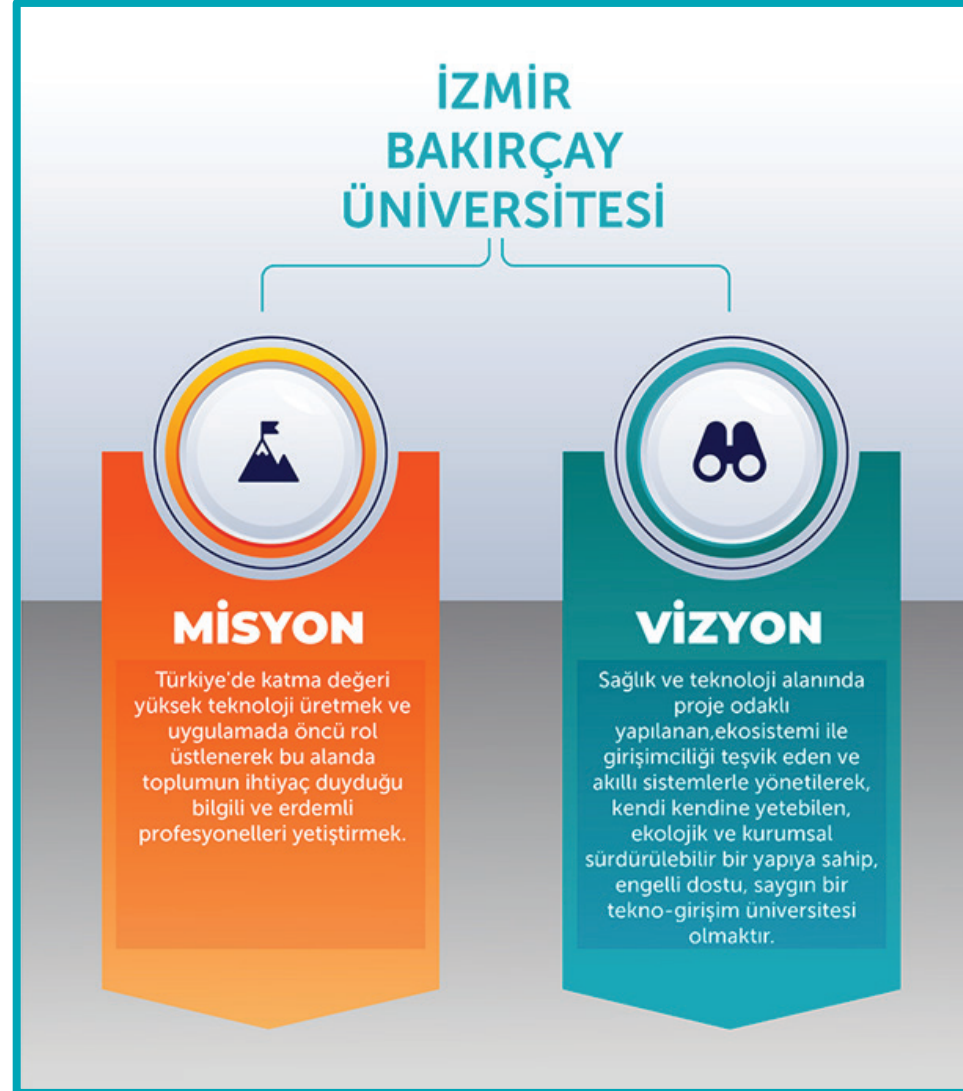 İZMİR
BAKIRÇAY
ÜNİVERSİTESİ
MİSYON
Türkiye'de katma değeri
yüksek teknoloji üretmek ve
uygulamada öncü rol
üstlenerek bu alanda
toplumun ihtiyaç duyduğu
bilgili ve erdemli
profesyonelleri yetiştirmek.
VİZYON
Sağlık ve teknoloji alanında
proje odaklı
yapılanan,ekosistemi ile
girişimciliği teşvik eden ve
akıllı sistemlerle yönetilerek,
kendi kendine yetebilen,
ekolojik ve kurumsal
sürdürülebilir bir yapıya sahip,
engelli dostu, saygın bir
tekno-girişim üniversitesi
olmaktır.